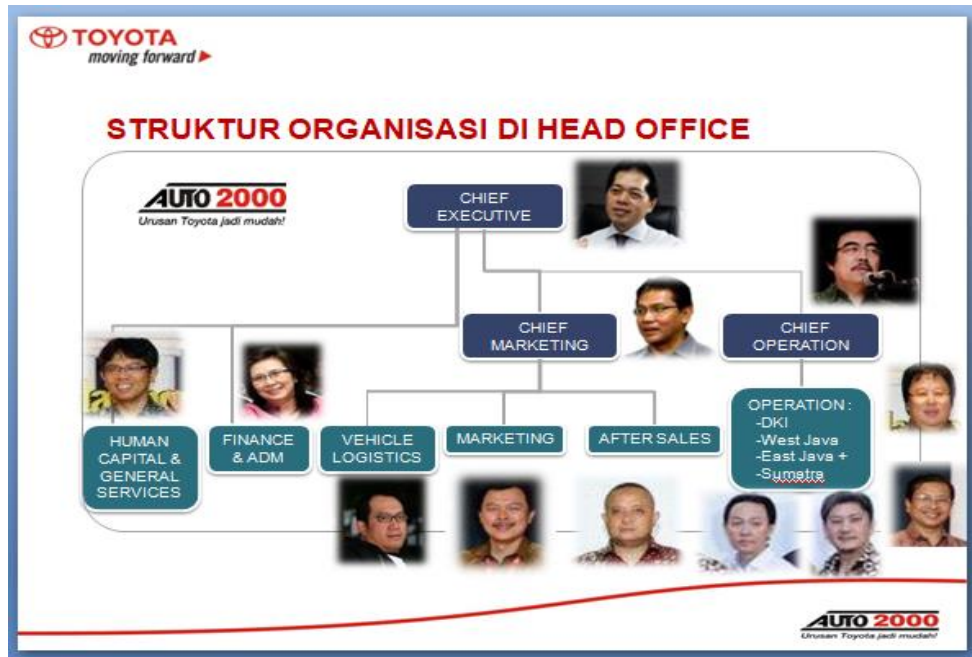 TOYOTA
moving forward
STRUKTUR ORGANISASI DI HEAD OFFICE
AUTO 2000
Urusan Toyota jadi mudah!
CHIEF
EXECUTIVE
CHIEF
MARKETING
CHIEF
OPERATION
HUMAN
CAPITAL &
GENERAL
SERVICES
FINANCE
& ADM
VEHICLE
LOGISTICS
MARKETING
AFTER SALES
OPERATION :
-DKI
-West Java
-East Java +
-Sumatra
AUTO 2000
Urusan Toyota jadi mudah!